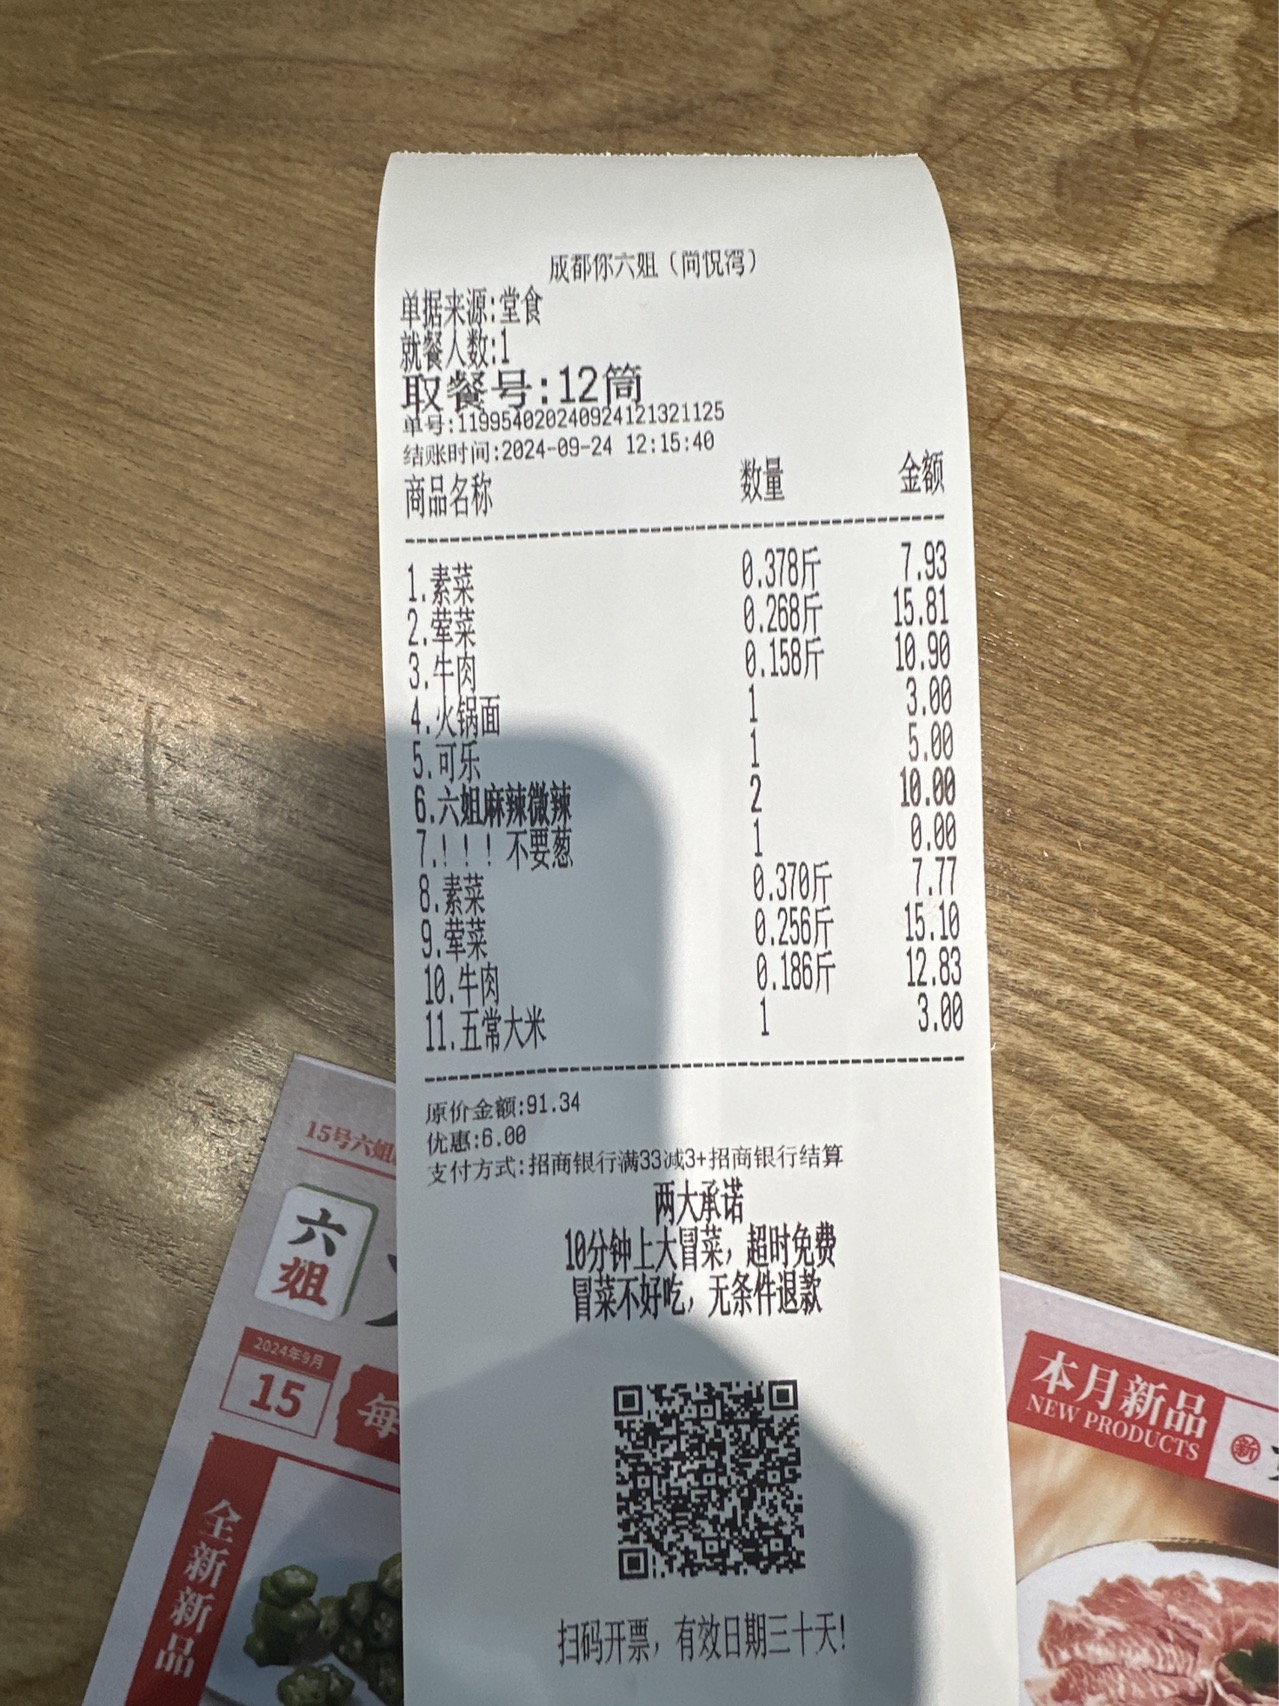 成都你六姐（尚悦湾）
单据来源:堂食
就餐人数:1
取餐号:12筒
单号:119954020240924121321125
结账时间:2024-09-24 12:15:40
商品名称 数量 金额
1.素菜 0.378斤 7.93
2.荤菜 0.268斤 15.81
3.牛肉 0.158斤 10.90
4.火锅面 1 3.00
5.可乐 1 5.00
6.六姐麻辣微辣 2 10.00
7.！！！不要葱 1 0.00
8.素菜 0.370斤 7.77
9.荤菜 0.256斤 15.10
10.牛肉 0.186斤 12.83
11.五常大米 1 3.00
原价金额:91.34
优惠:6.00
支付方式:招商银行满33减3+招商银行结算
两大承诺
10分钟上大冒菜，超时免费
冒菜不好吃，无条件退款
扫码开票，有效日期三十天!
15号六姐
六姐
2024年9月
15
每
全新新品
本月新品
NEW PRODUCTS
新